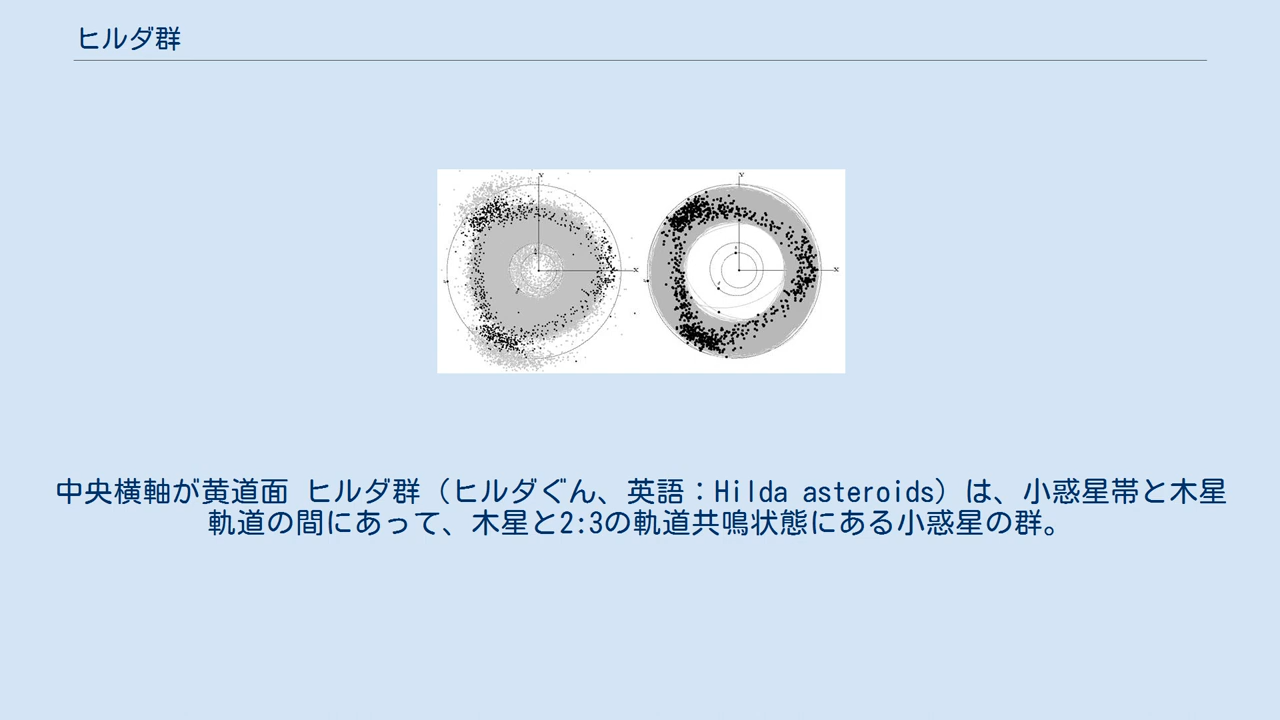 ヒルダ群
Y
Y
X
X
中央横軸が黄道面 ヒルダ群（ヒルダぐん、英語：Hilda asteroids）は、小惑星帯と木星
軌道の間にあって、木星と2:3の軌道共鳴状態にある小惑星の群。